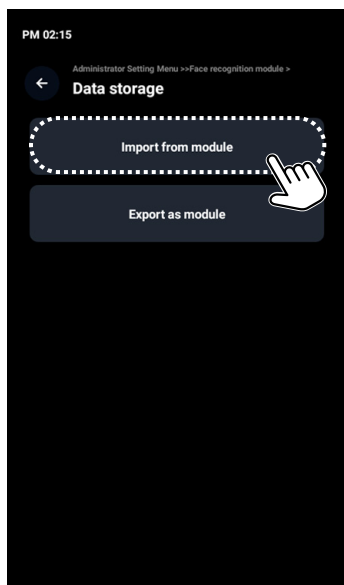 PM 02:15
Administrator Setting Menu >>Face recognition module >
Data storage
Import from module
Export as module